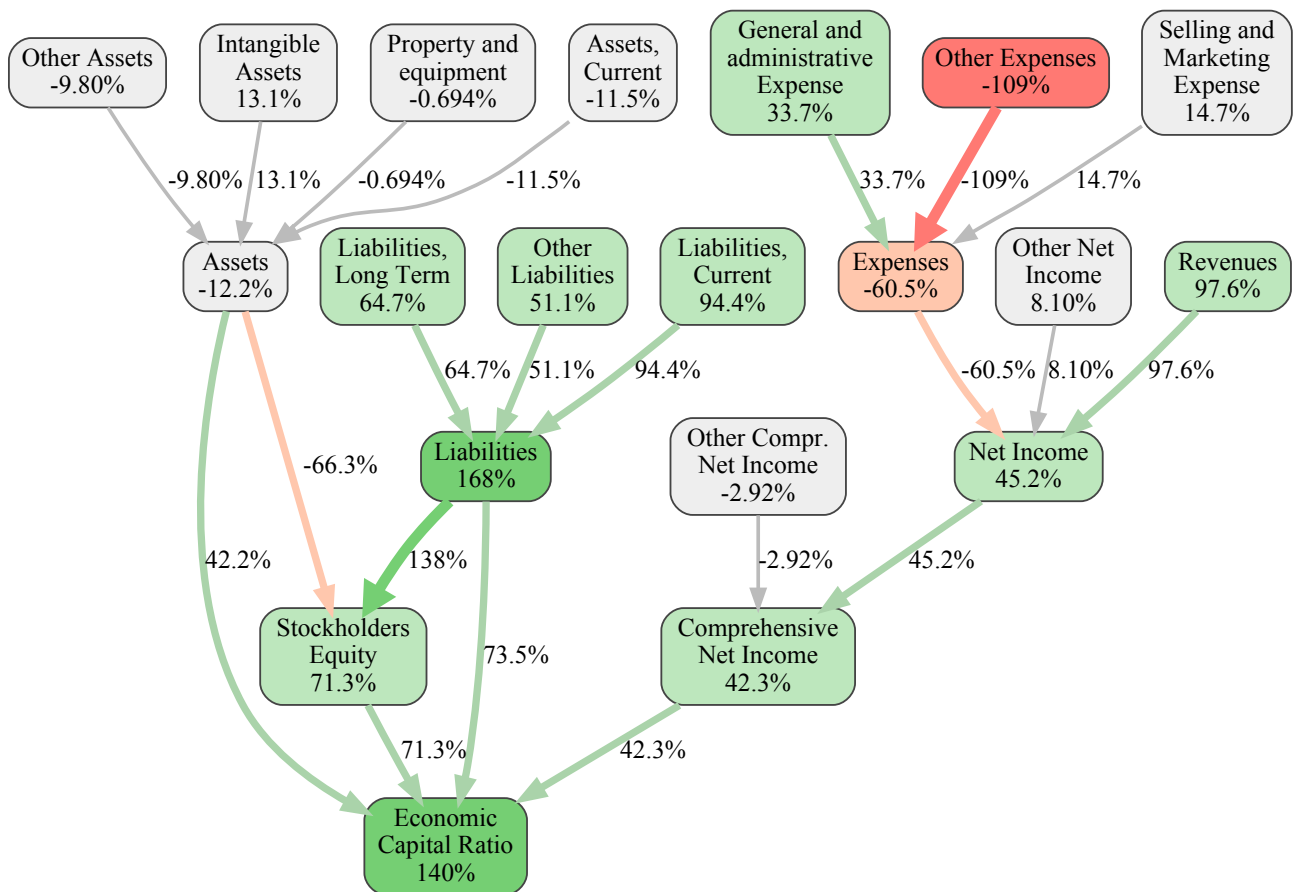 Other Assets
-9.80%
Intangible
Assets
13.1%
Property and
equipment
-0.694%
Assets,
Current
-11.5%
General and
administrative
Expense
33.7%
Other Expenses
-109%
Selling and
Marketing
Expense
14.7%
-9.80%
13.1%
-0.694%
-11.5%
33.7%
-109%
14.7%
Assets
-12.2%
Liabilities,
Long Term
64.7%
Other
Liabilities
51.1%
Liabilities,
Current
94.4%
Expenses
-60.5%
Other Net
Income
8.10%
Revenues
97.6%
64.7%
51.1%
94.4%
-60.5%
8.10%
97.6%
-66.3%
Liabilities
168%
Other Compr.
Net Income
-2.92%
Net Income
45.2%
42.2%
138%
-2.92%
45.2%
Stockholders
Equity
71.3%
73.5%
Comprehensive
Net Income
42.3%
71.3%
42.3%
Economic
Capital Ratio
140%